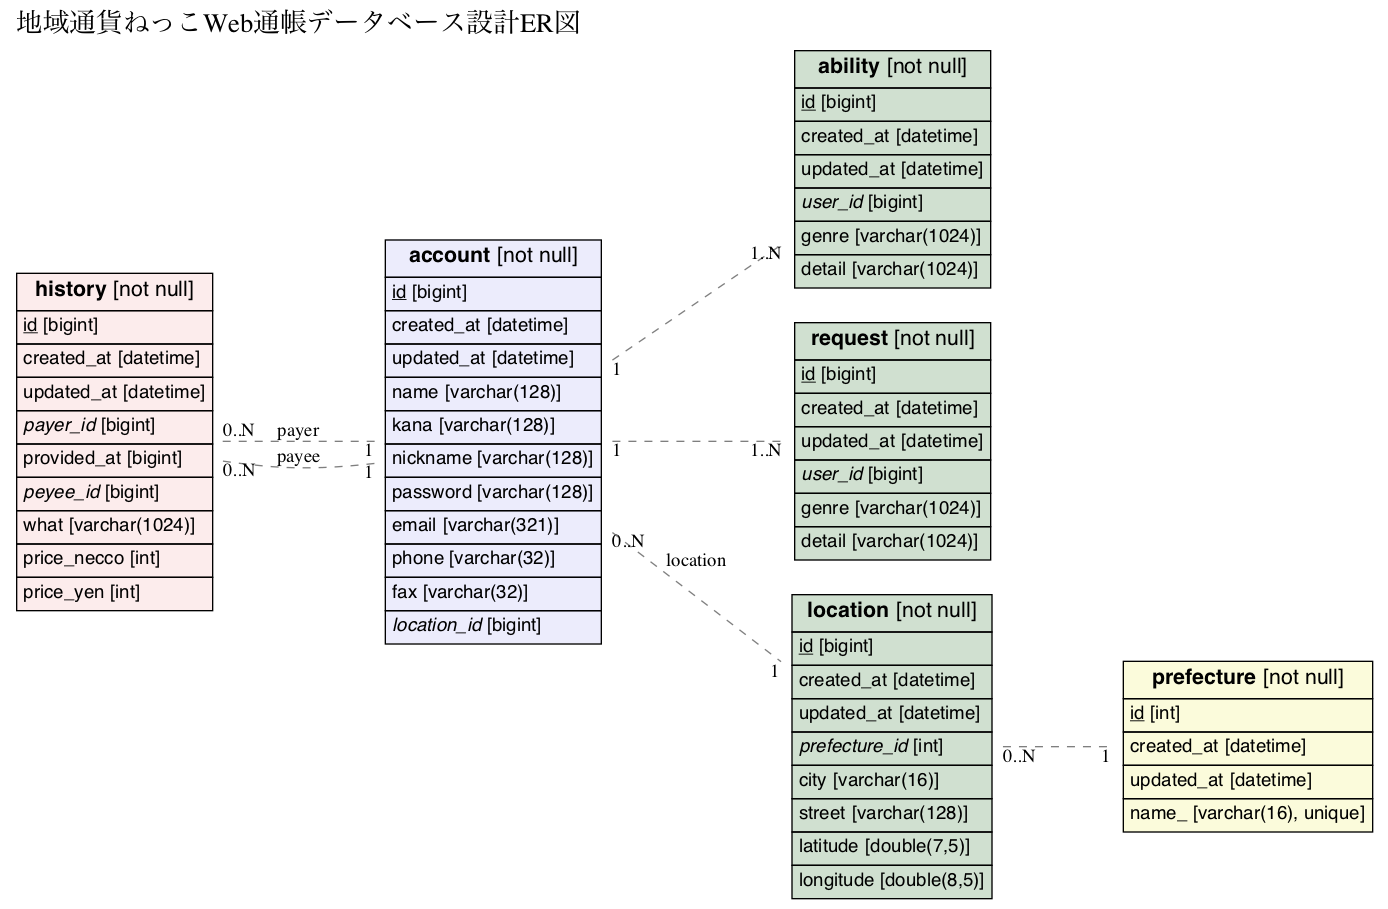 地域通貨ねっこWeb通帳データベース設計ER図
history [not null]
id [bigint]
created_at [datetime]
updated_at [datetime]
payer_id [bigint]
provided_at [bigint]
peyee_id [bigint]
what [varchar(1024)]
price_necco [int]
price_yen [int]
0..N payer 1
0..N payee 1
account [not null]
id [bigint]
created_at [datetime]
updated_at [datetime]
name [varchar(128)]
kana [varchar(128)]
nickname [varchar(128)]
password [varchar(128)]
email [varchar(321)]
phone [varchar(32)]
fax [varchar(32)]
location_id [bigint]
1 1..N
1 1..N
0..N location 1
ability [not null]
id [bigint]
created_at [datetime]
updated_at [datetime]
user_id [bigint]
genre [varchar(1024)]
detail [varchar(1024)]
request [not null]
id [bigint]
created_at [datetime]
updated_at [datetime]
user_id [bigint]
genre [varchar(1024)]
detail [varchar(1024)]
location [not null]
id [bigint]
created_at [datetime]
updated_at [datetime]
prefecture_id [int]
city [varchar(16)]
street [varchar(128)]
latitude [double(7,5)]
longitude [double(8,5)]
0..N 1
prefecture [not null]
id [int]
created_at [datetime]
updated_at [datetime]
name_ [varchar(16), unique]